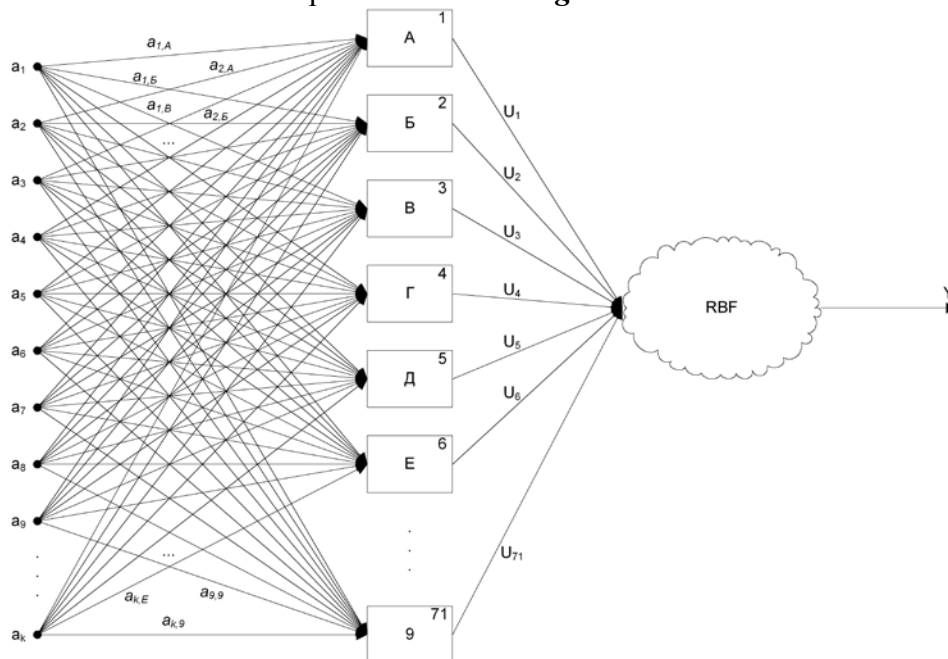 a1
a2
a3
a4
a5
a6
a7
a8
a9
.
.
.
ak
a1,А
a2,А
a1,Б
a1,В
a2,Б
...
...
ak,Е
a9,9
ak,9
1
А
2
Б
3
В
4
Г
5
Д
6
Е
.
.
.
71
9
U1
U2
U3
U4
U5
U6
U71
RBF